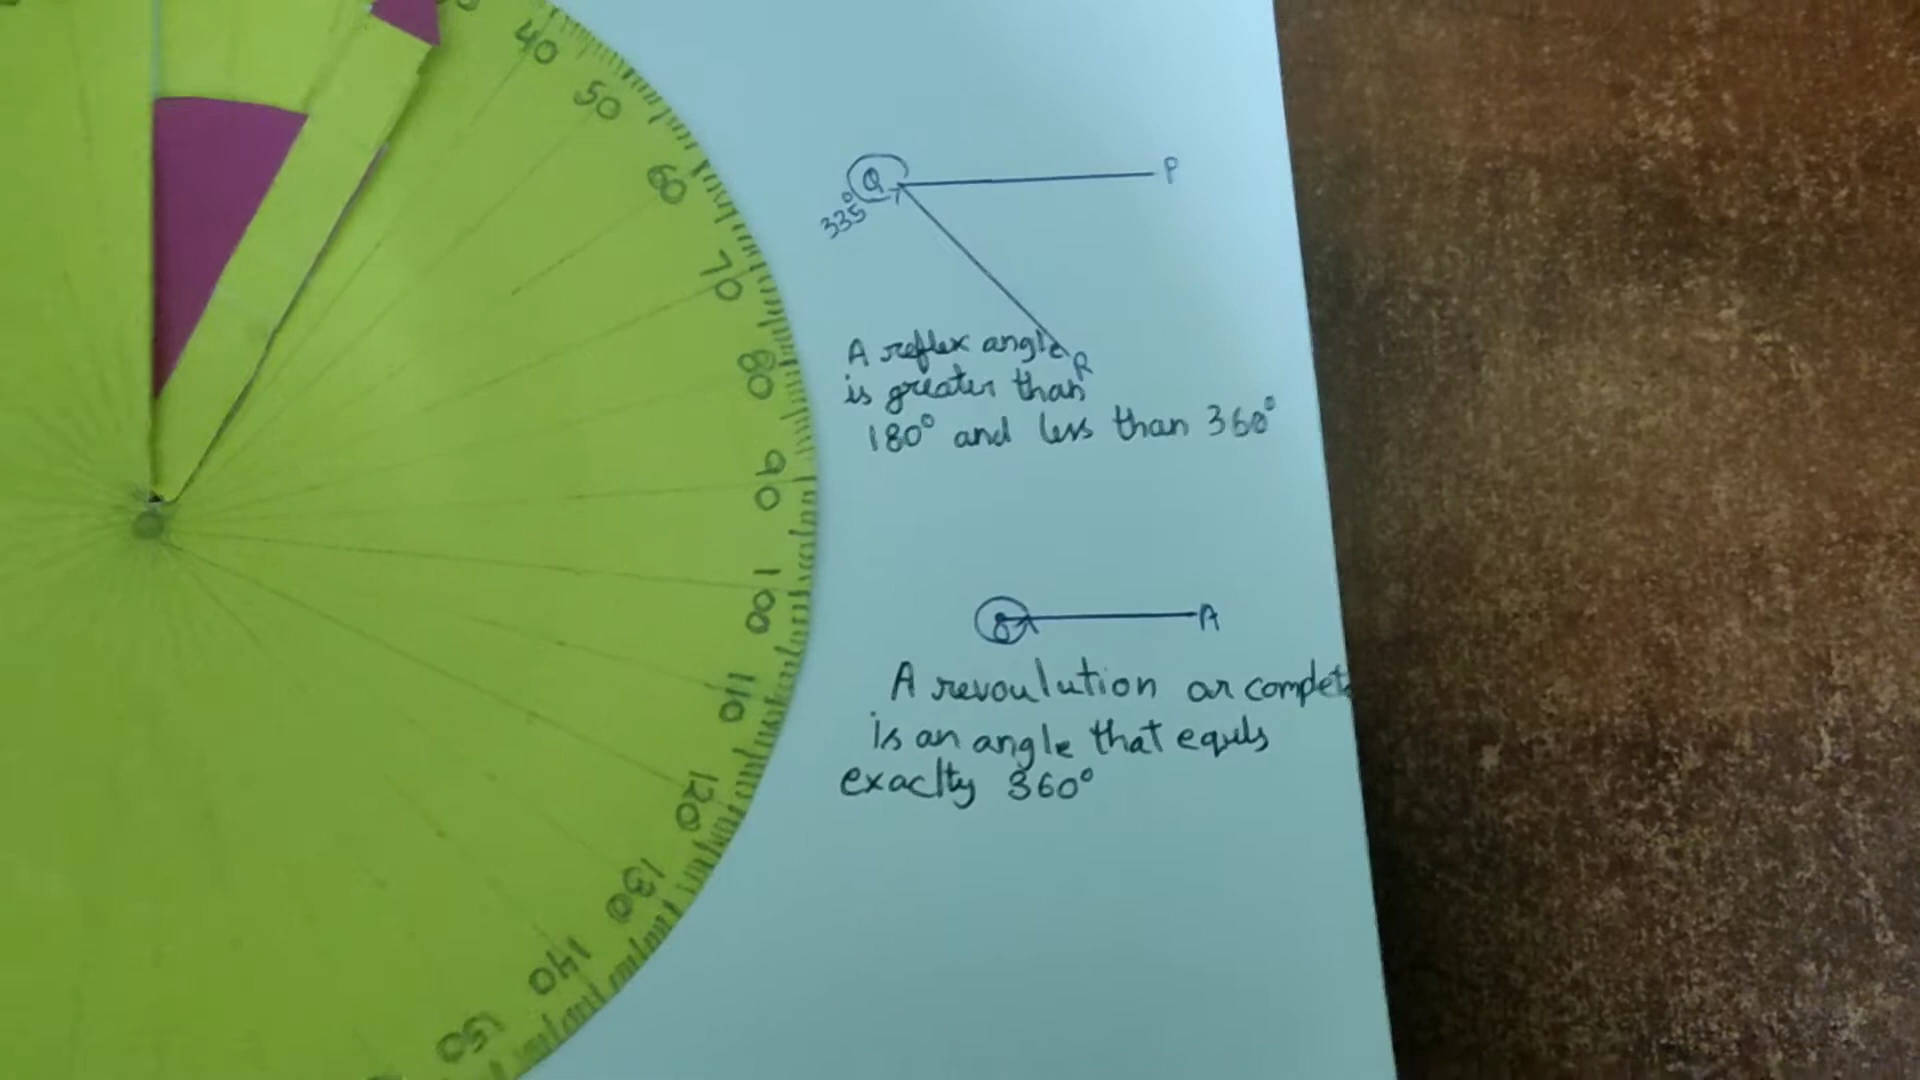 40
50
60
70
80
90
100
110
120
130
140
150
Q
P
335°
R
A reflex angle
is greater than
180° and less than 360°
O
A
A revoulution or complete
is an angle that equls
exaclty 360°